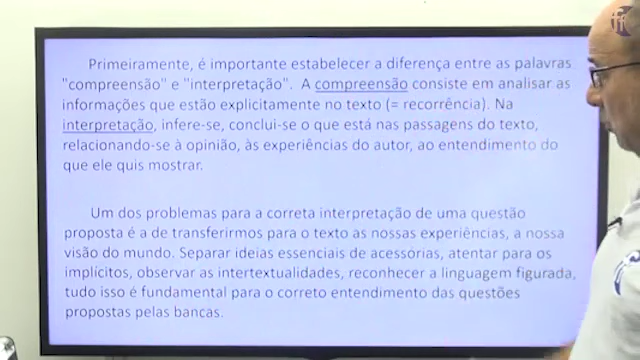 Primeiramente, é importante estabelecer a diferença entre as palavras
"compreensão" e "interpretação". A compreensão consiste em analisar as
informações que estão explicitamente no texto (= recorrência). Na
interpretação, infere-se, conclui-se o que está nas passagens do texto,
relacionando-se à opinião, às experiências do autor, ao entendimento do
que ele quis mostrar.
Um dos problemas para a correta interpretação de uma questão
proposta é a de transferirmos para o texto as nossas experiências, a nossa
visão do mundo. Separar ideias essenciais de acessórias, atentar para os
implícitos, observar as intertextualidades, reconhecer a linguagem figurada,
tudo isso é fundamental para o correto entendimento das questões
propostas pelas bancas.